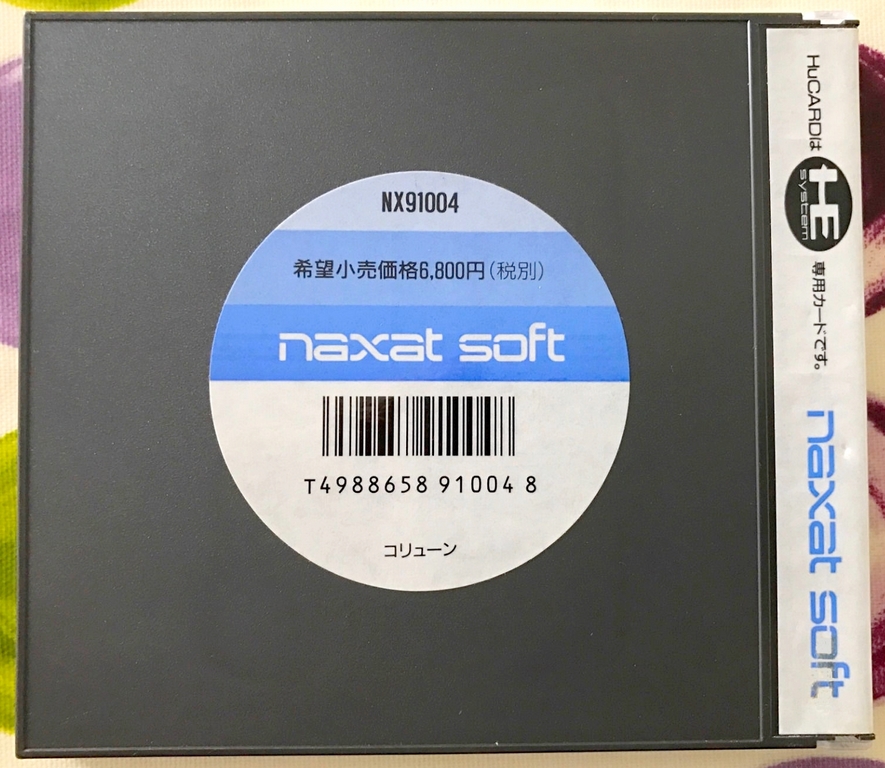 NX91004
希望小売価格6,800円(税別)
naxat soft
T4988658 91004 8
コリューン
HuCARDは HE system 専用カードです。 naxat soft